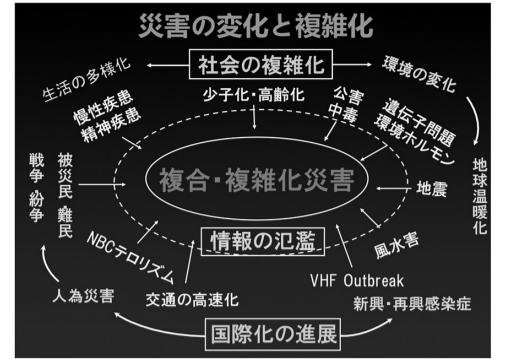 災害の変化と複雑化
社会の複雑化
生活の多様化
環境の変化
少子化・高齢化
公害
中毒
慢性疾患
精神疾患
遺伝子問題
環境ホルモン
複合・複雑化災害
被災民・難民
戦争・紛争
地震
地球温暖化
情報の氾濫
風水害
NBCテロリズム
交通の高速化
VHF Outbreak
新興・再興感染症
人為災害
国際化の進展